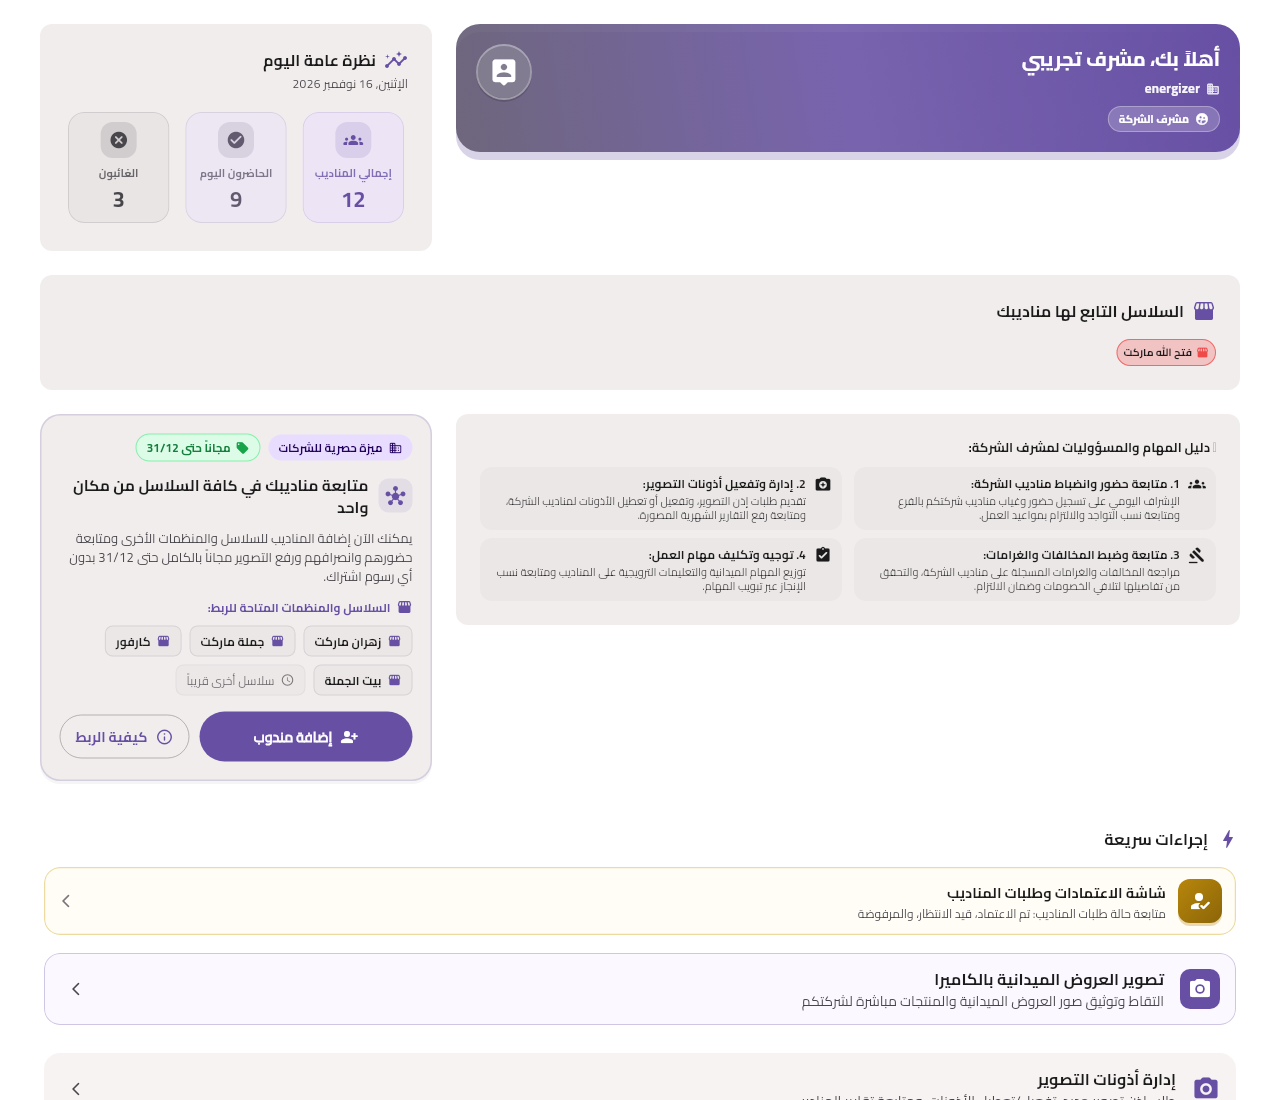 أهلاً بك، مشرف تجريبي
energizer
مشرف الشركة
نظرة عامة اليوم
الإثنين, 16 نوفمبر 2026
إجمالي المناديب
12
الحاضرون اليوم
9
الغائبون
3
السلاسل التابع لها مناديبك
فتح الله ماركت
دليل المهام والمسؤوليات لمشرف الشركة:
1. متابعة حضور وانضباط مناديب الشركة:
الإشراف اليومي على تسجيل حضور وغياب مناديب شركتكم بالفرع
ومتابعة نسب التواجد والالتزام بمواعيد العمل.
2. إدارة وتفعيل أذونات التصوير:
تقديم طلبات إذن التصوير، وتفعيل أو تعطيل الأذونات لمناديب الشركة،
ومتابعة رفع التقارير الشهرية المصورة.
3. متابعة وضبط المخالفات والغرامات:
مراجعة المخالفات والغرامات المسجلة على مناديب الشركة، والتحقق
من تفاصيلها لتلافي الخصومات وضمان الالتزام.
4. توجيه وتكليف مهام العمل:
توزيع المهام الميدانية والتعليمات الترويجية على المناديب ومتابعة نسب
الإنجاز عبر تبويب المهام.
ميزة حصرية للشركات
مجاناً حتى 31/12
متابعة مناديبك في كافة السلاسل من مكان
واحد
يمكنك الآن إضافة المناديب للسلاسل والمنظمات الأخرى ومتابعة
حضورهم وانصرافهم ورفع التصوير مجاناً بالكامل حتى 31/12 بدون
أي رسوم اشتراك.
السلاسل والمنظمات المتاحة للربط:
زهران ماركت
جملة ماركت
كارفور
بيت الجملة
سلاسل أخرى قريباً
إضافة مندوب
كيفية الربط
إجراءات سريعة
شاشة الاعتمادات وطلبات المناديب
متابعة حالة طلبات المناديب: تم الاعتماد، قيد الانتظار، والمرفوضة
تصوير العروض الميدانية بالكاميرا
التقاط وتوثيق صور العروض الميدانية والمنتجات مباشرة لشركتكم
إدارة أذونات التصوير